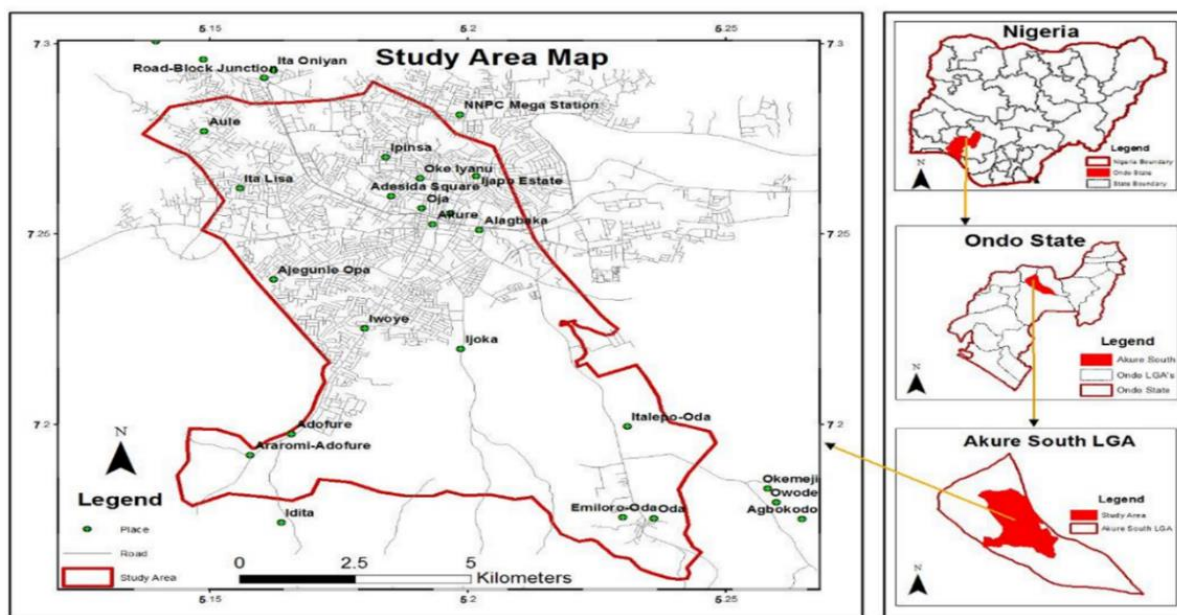 5.15
5.2
5.25
7.3
7.3
Study Area Map
Road-Block Junction
Ita Oniyan
NNPC Mega Station
Aule
Ipinsa
Oke Iyanu
Ijapo Estate
Ita Lisa
Adesida Square
Oja
Akure
Alagbaka
7.26
7.26
Ajegunle Opa
Iwoye
Ijoka
Adofure
Italepo-Oda
7.2
7.2
Araromi-Adofure
N
Okemeji
Owode
Legend
Emiloro-Oda
Oda
Agbokodo
Idita
Place
Road
Study Area
0
2.5
5
Kilometers
5.15
5.2
5.25
Nigeria
N
Legend
Nigeria Boundary
Ondo State
State Boundary
Ondo State
N
Legend
Akure South
Ondo LGA's
Ondo State
Akure South LGA
N
Legend
Study Area
Akure South LGA